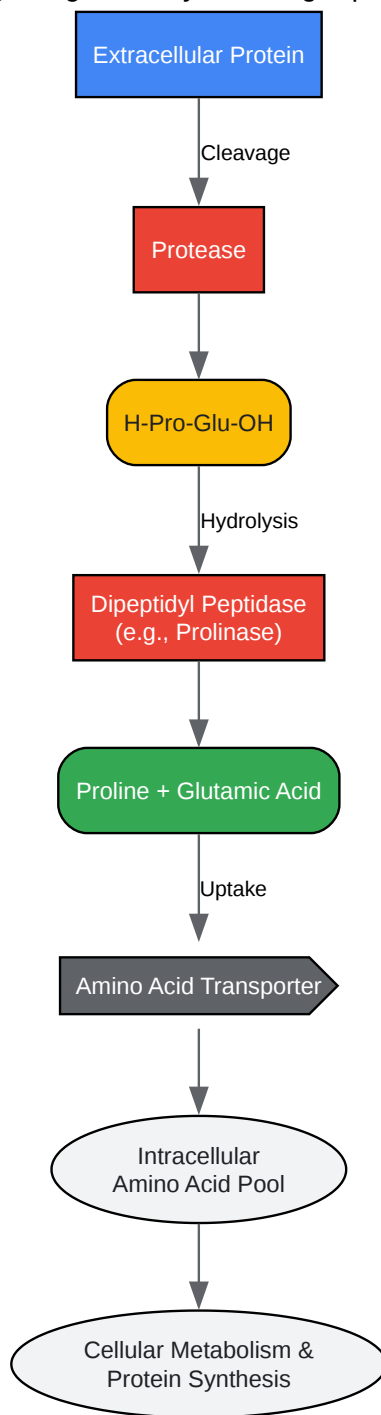 Extracellular Protein
Cleavage
Protease
H-Pro-Glu-OH
Hydrolysis
Dipeptidyl Peptidase
(e.g., Prolinase)
Proline + Glutamic Acid
Uptake
Amino Acid Transporter
Intracellular
Amino Acid Pool
Cellular Metabolism &
Protein Synthesis